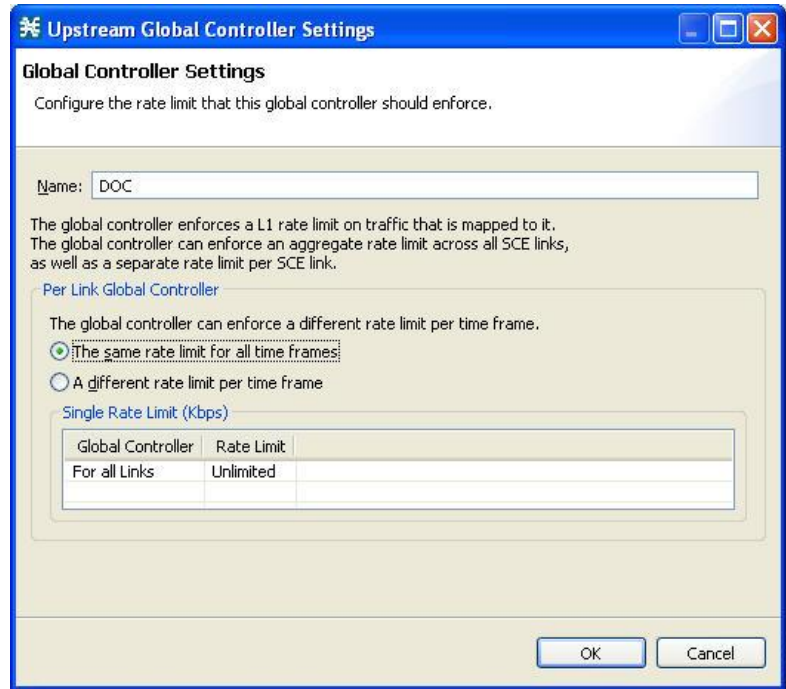 Upstream Global Controller Settings
Global Controller Settings
Configure the rate limit that this global controller should enforce.
Name: DOC
The global controller enforces a L1 rate limit on traffic that is mapped to it.
The global controller can enforce an aggregate rate limit across all SCE links,
as well as a separate rate limit per SCE link.
Per Link Global Controller
The global controller can enforce a different rate limit per time frame.
The same rate limit for all time frames
A different rate limit per time frame
Single Rate Limit (Kbps)
Global Controller Rate Limit
For all Links Unlimited
OK Cancel